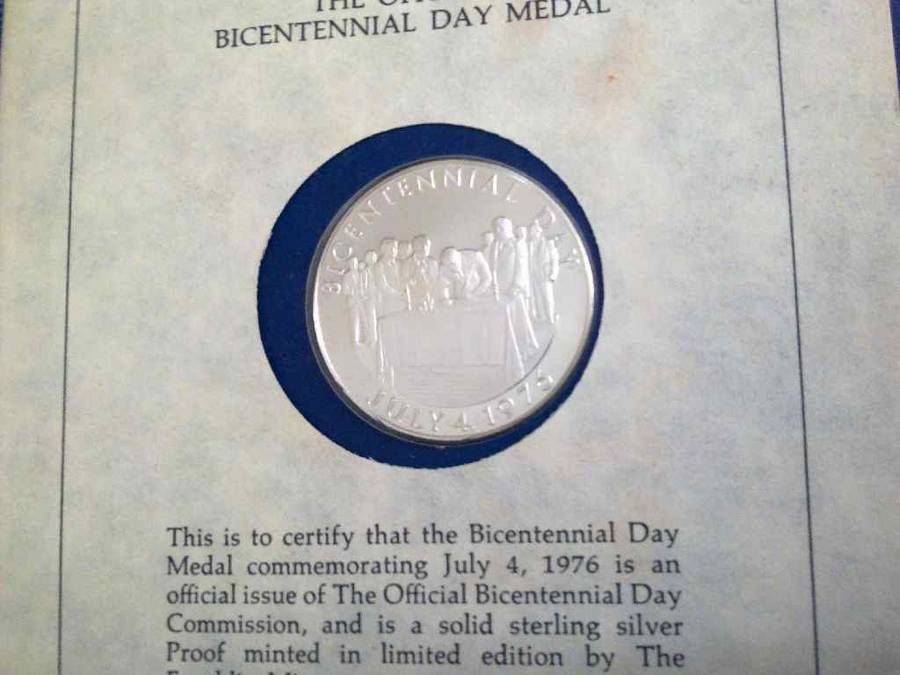 THE
BICENTENNIAL DAY MEDAL
BICENTENNIAL DAY
JULY 4, 1976
This is to certify that the Bicentennial Day
Medal commemorating July 4, 1976 is an
official issue of The Official Bicentennial Day
Commission, and is a solid sterling silver
Proof minted in limited edition by The